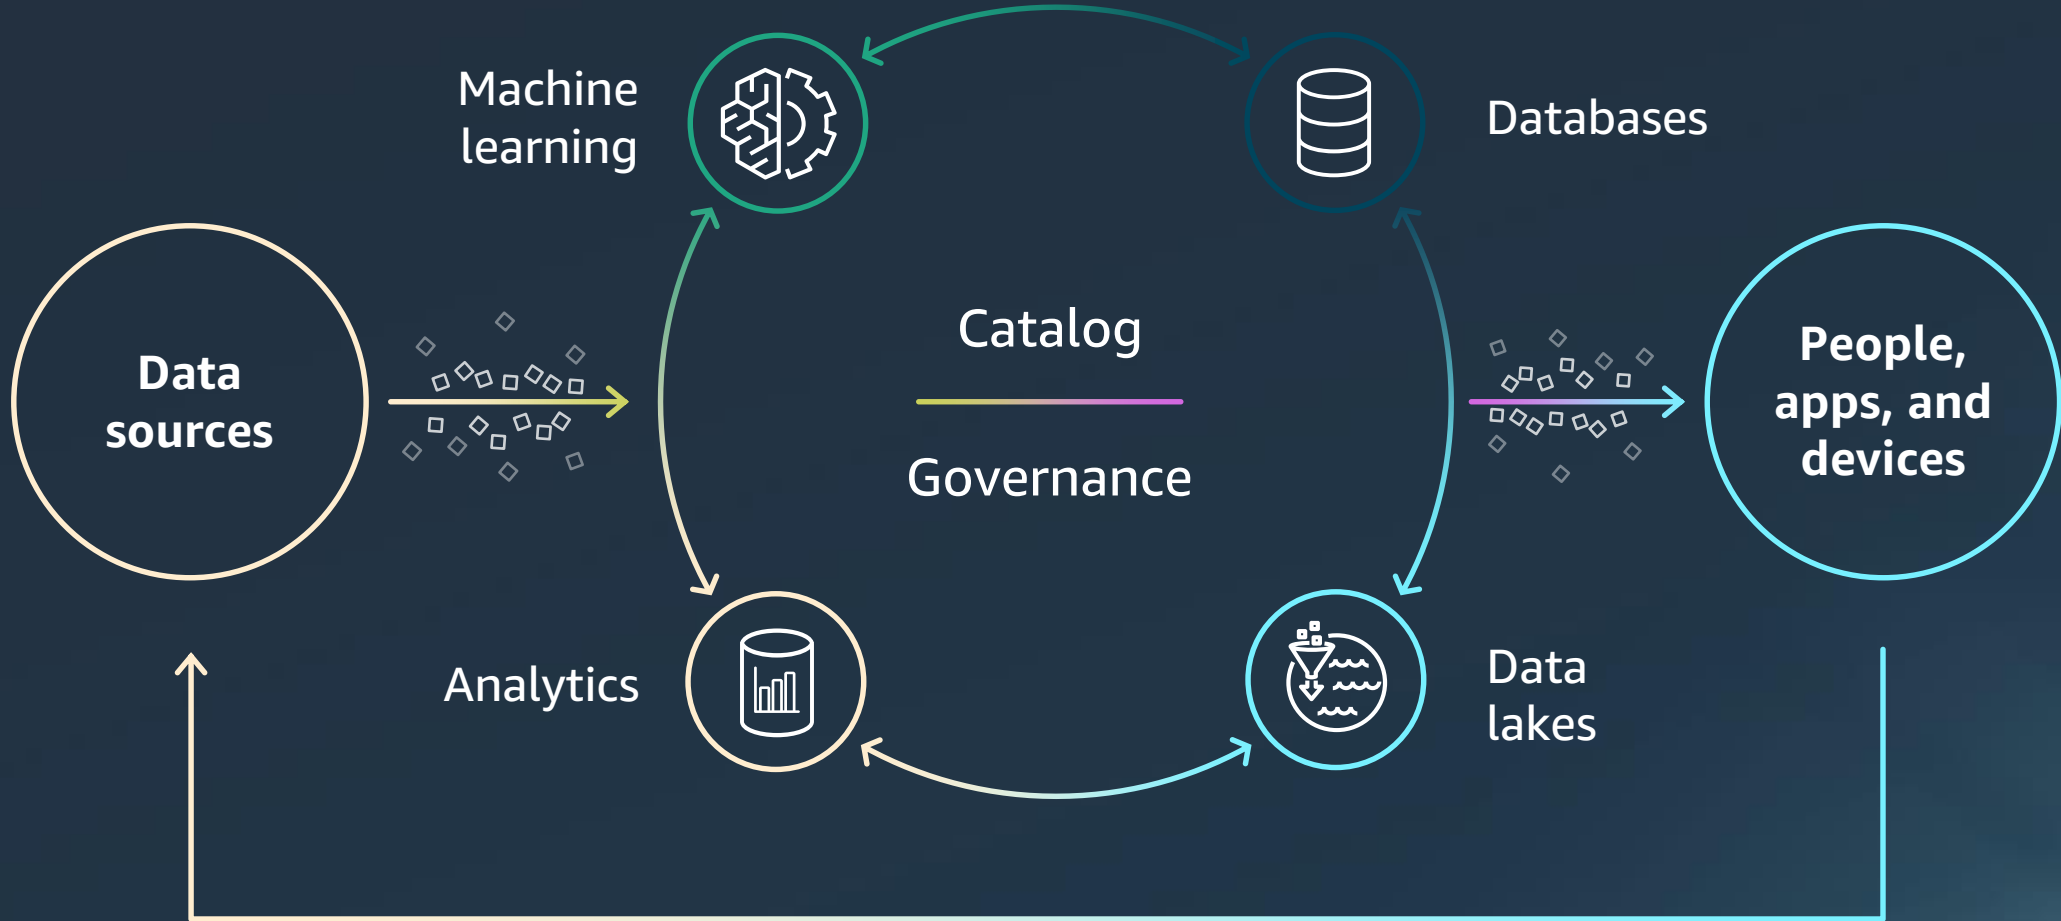 Machine
learning
Databases
Data
sources
Catalog
Governance
People,
apps, and
devices
Analytics
Data
lakes